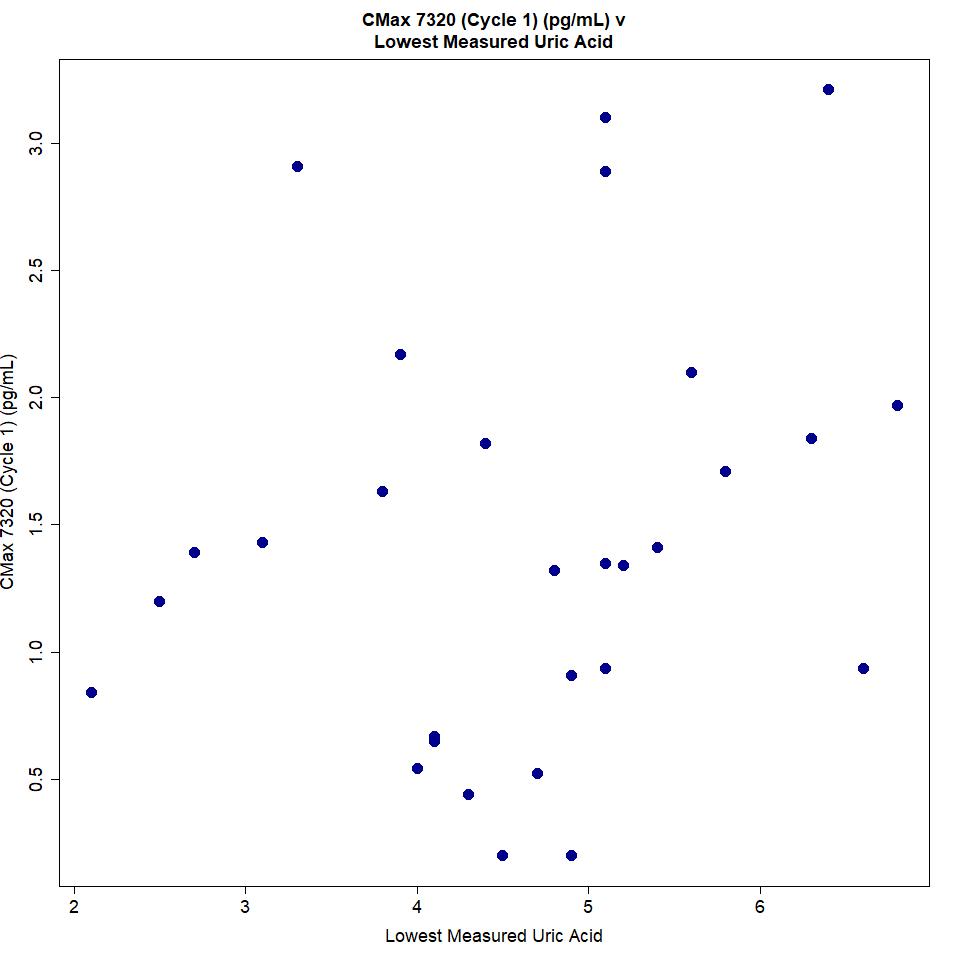 CMax 7320 (Cycle 1) (pg/mL) v
Lowest Measured Uric Acid
CMax 7320 (Cycle 1) (pg/mL)
3.0
2.5
2.0
1.5
1.0
0.5
2 3 4 5 6
Lowest Measured Uric Acid